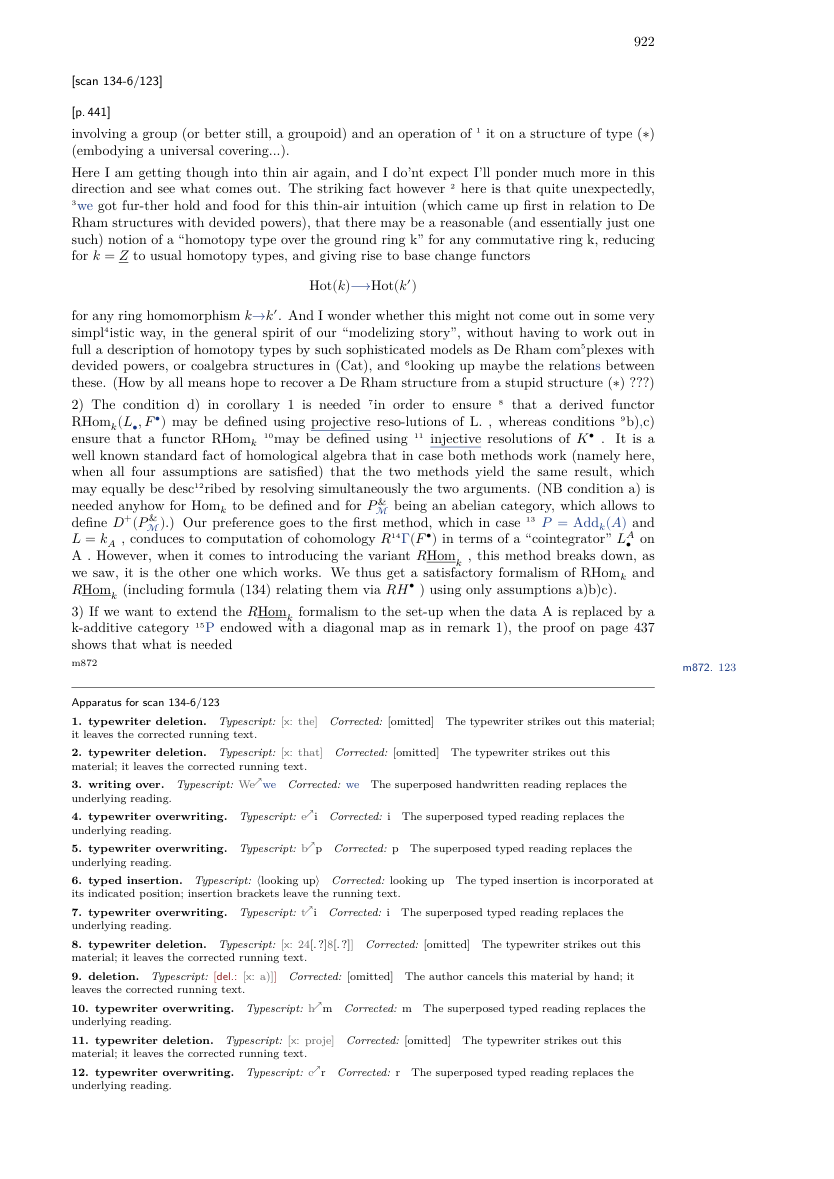 922
[scan 134-6/123]
[p. 441]
involving a group (or better still, a groupoid) and an operation of ¹ it on a structure of type (∗)
(embodying a universal covering...).
Here I am getting though into thin air again, and I do'nt expect I'll ponder much more in this
direction and see what comes out. The striking fact however ² here is that quite unexpectedly,
³we got fur-ther hold and food for this thin-air intuition (which came up first in relation to De
Rham structures with devided powers), that there may be a reasonable (and essentially just one
such) notion of a “homotopy type over the ground ring k” for any commutative ring k, reducing
for k = Z to usual homotopy types, and giving rise to base change functors
Hot(k)⟶Hot(k′)
for any ring homomorphism k→k′. And I wonder whether this might not come out in some very
simpl⁴istic way, in the general spirit of our “modelizing story”, without having to work out in
full a description of homotopy types by such sophisticated models as De Rham com⁵plexes with
devided powers, or coalgebra structures in (Cat), and ⁶looking up maybe the relations between
these. (How by all means hope to recover a De Rham structure from a stupid structure (∗) ???)
2) The condition d) in corollary 1 is needed ⁷in order to ensure ⁸ that a derived functor
RHomₖ(L•, F•) may be defined using projective reso-lutions of L. , whereas conditions ⁹b),c)
ensure that a functor RHomₖ ¹⁰may be defined using ¹¹ injective resolutions of K• . It is a
well known standard fact of homological algebra that in case both methods work (namely here,
when all four assumptions are satisfied) that the two methods yield the same result, which
may equally be desc¹²ribed by resolving simultaneously the two arguments. (NB condition a) is
needed anyhow for Homₖ to be defined and for P^&_ℳ being an abelian category, which allows to
define D⁺(P^&_ℳ).) Our preference goes to the first method, which in case ¹³ P = Addₖ(A) and
L = k_A , conduces to computation of cohomology R¹⁴Γ(F•) in terms of a “cointegrator” L^A_• on
A . However, when it comes to introducing the variant RHomₖ , this method breaks down, as
we saw, it is the other one which works. We thus get a satisfactory formalism of RHomₖ and
RHomₖ (including formula (134) relating them via RH• ) using only assumptions a)b)c).
3) If we want to extend the RHomₖ formalism to the set-up when the data A is replaced by a
k-additive category ¹⁵P endowed with a diagonal map as in remark 1), the proof on page 437
shows that what is needed
m872
m872. 123
Apparatus for scan 134-6/123
1. typewriter deletion. Typescript: [x: the] Corrected: [omitted] The typewriter strikes out this material;
it leaves the corrected running text.
2. typewriter deletion. Typescript: [x: that] Corrected: [omitted] The typewriter strikes out this
material; it leaves the corrected running text.
3. writing over. Typescript: We↗we Corrected: we The superposed handwritten reading replaces the
underlying reading.
4. typewriter overwriting. Typescript: e↗i Corrected: i The superposed typed reading replaces the
underlying reading.
5. typewriter overwriting. Typescript: b↗p Corrected: p The superposed typed reading replaces the
underlying reading.
6. typed insertion. Typescript: ⟨looking up⟩ Corrected: looking up The typed insertion is incorporated at
its indicated position; insertion brackets leave the running text.
7. typewriter overwriting. Typescript: t↗i Corrected: i The superposed typed reading replaces the
underlying reading.
8. typewriter deletion. Typescript: [x: 24[. ?]8[. ?]] Corrected: [omitted] The typewriter strikes out this
material; it leaves the corrected running text.
9. deletion. Typescript: [del.: [x: a)]] Corrected: [omitted] The author cancels this material by hand; it
leaves the corrected running text.
10. typewriter overwriting. Typescript: h↗m Corrected: m The superposed typed reading replaces the
underlying reading.
11. typewriter deletion. Typescript: [x: proje] Corrected: [omitted] The typewriter strikes out this
material; it leaves the corrected running text.
12. typewriter overwriting. Typescript: c↗r Corrected: r The superposed typed reading replaces the
underlying reading.